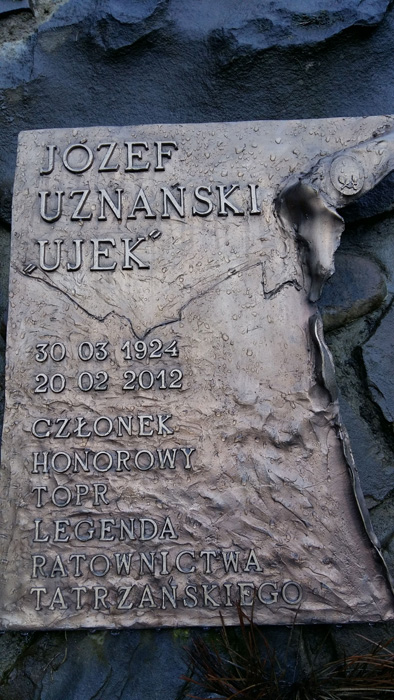 JÓZEF
UZNAŃSKI
"UJEK"
30 03 1924
20 02 2012
CZŁONEK
HONOROWY
TOPR
LEGENDA
RATOWNICTWA
TATRZAŃSKIEGO